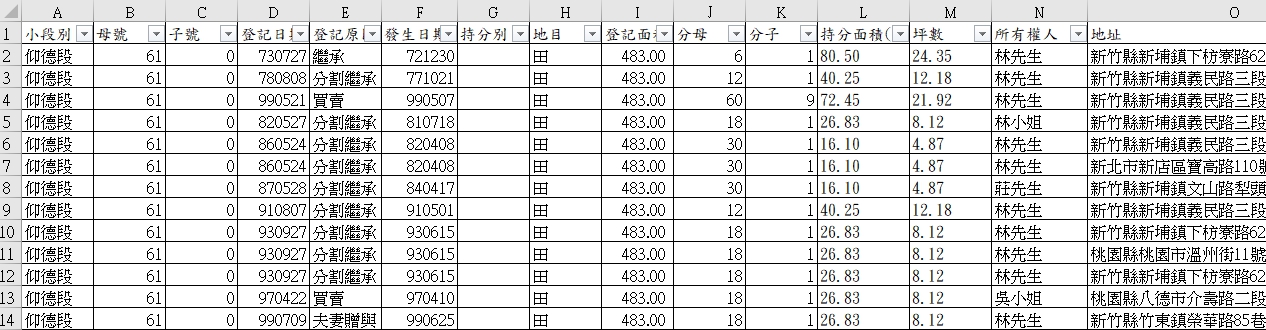 A B C D E F G H I J K L M N O
1 小段別 母號 子號 登記日 登記原 發生日期 持分別 地目 登記面 分母 分子 持分面積( 坪數 所有權人 地址
2 仰德段 61 0 730727 繼承 721230 田 483.00 6 1 80.50 24.35 林先生 新竹縣新埔鎮下枋寮路62
3 仰德段 61 0 780808 分割繼承 771021 田 483.00 12 1 40.25 12.18 林先生 新竹縣新埔鎮義民路三段
4 仰德段 61 0 990521 買賣 990507 田 483.00 60 9 72.45 21.92 林先生 新竹縣新埔鎮義民路三段
5 仰德段 61 0 820527 分割繼承 810718 田 483.00 18 1 26.83 8.12 林小姐 新竹縣新埔鎮義民路三段
6 仰德段 61 0 860524 分割繼承 820408 田 483.00 30 1 16.10 4.87 林先生 新竹縣新埔鎮義民路三段
7 仰德段 61 0 860524 分割繼承 820408 田 483.00 30 1 16.10 4.87 林先生 新北市新店區寶高路110號
8 仰德段 61 0 870528 分割繼承 840417 田 483.00 30 1 16.10 4.87 莊先生 新竹縣新埔鎮文山路犁頭
9 仰德段 61 0 910807 分割繼承 910501 田 483.00 12 1 40.25 12.18 林先生 新竹縣新埔鎮義民路三段
10 仰德段 61 0 930927 分割繼承 930615 田 483.00 18 1 26.83 8.12 林先生 新竹縣新埔鎮下枋寮路62
11 仰德段 61 0 930927 分割繼承 930615 田 483.00 18 1 26.83 8.12 林先生 桃園縣桃園市溫州街11號
12 仰德段 61 0 930927 分割繼承 930615 田 483.00 18 1 26.83 8.12 林先生 新竹縣新埔鎮下枋寮路62
13 仰德段 61 0 970422 買賣 970410 田 483.00 18 1 26.83 8.12 吳小姐 桃園縣八德市介壽路二段
14 仰德段 61 0 990709 夫妻贈與 990625 田 483.00 18 1 26.83 8.12 林先生 新竹縣竹東鎮榮華路85巷